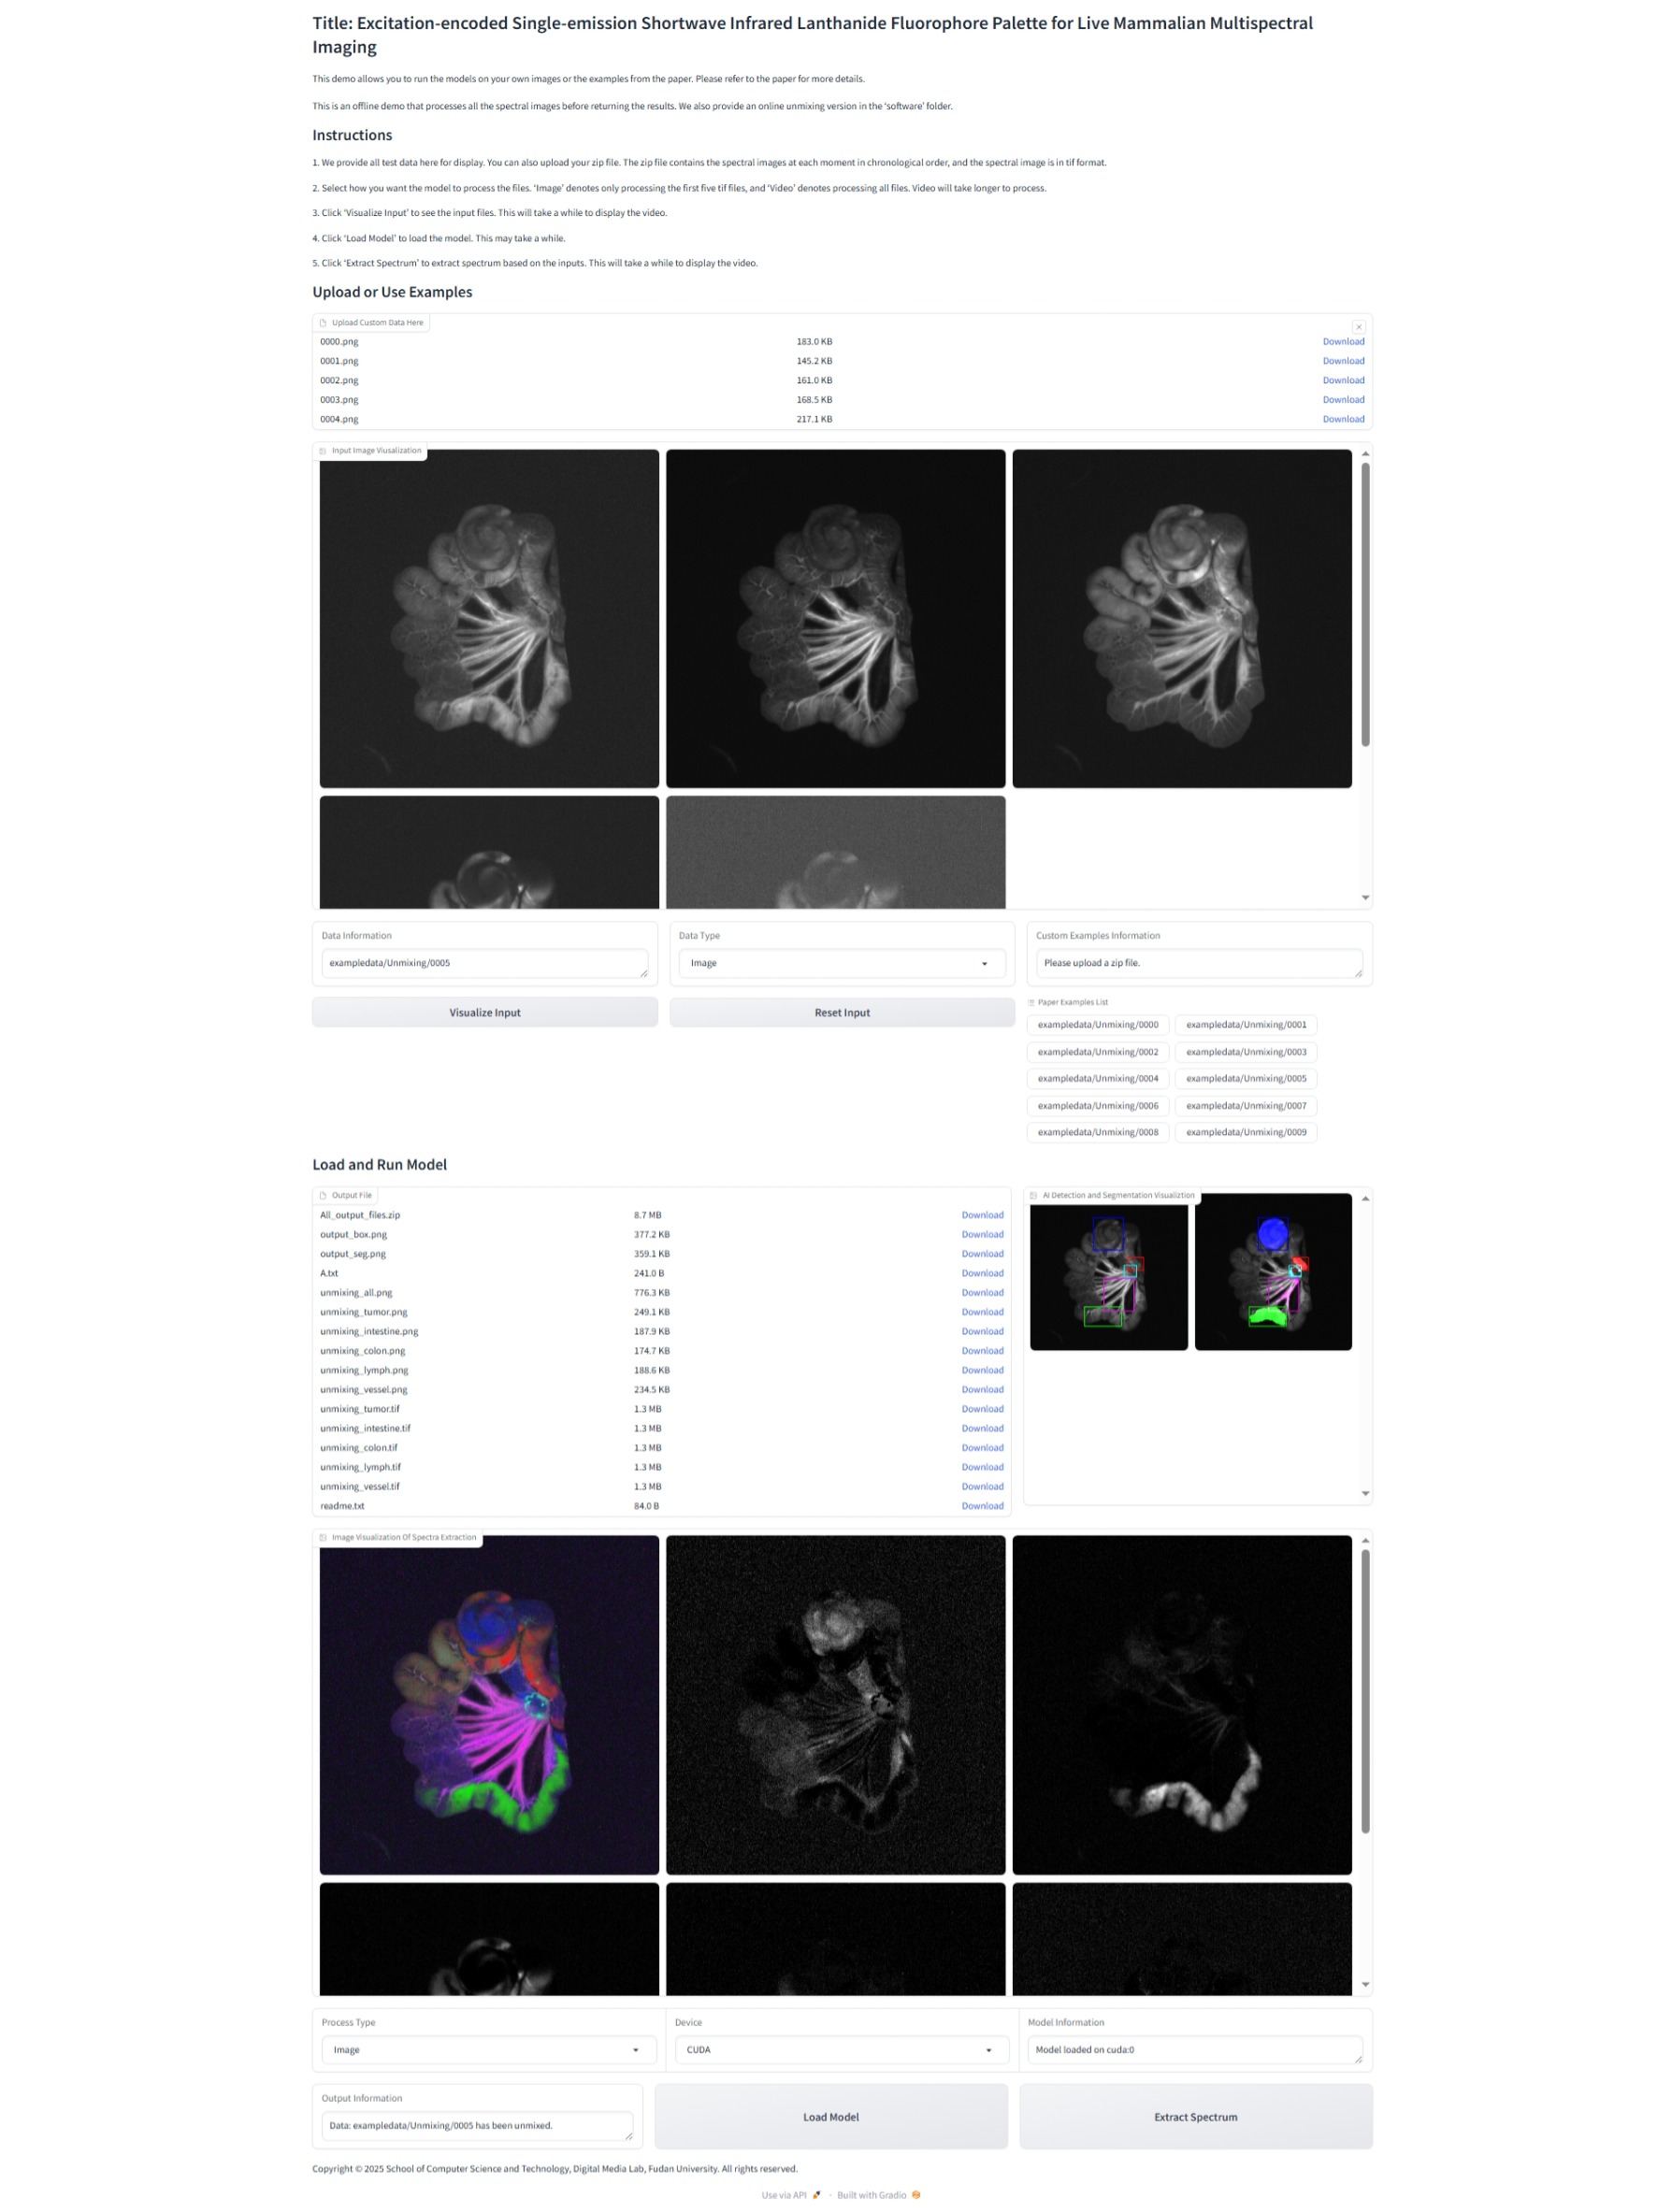 Title: Excitation-encoded Single-emission Shortwave Infrared Lanthanide Fluorophore Palette for Live Mammalian Multispectral
Imaging
This demo allows you to run the models on your own images or the examples from the paper. Please refer to the paper for more details.
This is an offline demo that processes all the spectral images before returning the results. We also provide an online unmixing version in the 'software' folder.
Instructions
1. We provide all test data here for display. You can also upload your zip file. The zip file contains the spectral images at each moment in chronological order, and the spectral image is in tif format.
2. Select how you want the model to process the files. 'Image' denotes only processing the first five tif files, and 'Video' denotes processing all files. Video will take longer to process.
3. Click 'Visualize Input' to see the input files. This will take a while to display the video.
4. Click 'Load Model' to load the model. This may take a while.
5. Click 'Extract Spectrum' to extract spectrum based on the inputs. This will take a while to display the video.
Upload or Use Examples
Upload Custom Data Here
0000.png 183.0 KB Download
0001.png 145.2 KB Download
0002.png 161.0 KB Download
0003.png 168.5 KB Download
0004.png 217.1 KB Download
Input Image Viusalization
Data Information
exampledata/Unmixing/0005
Data Type
Image
Custom Examples Information
Please upload a zip file.
Visualize Input
Reset Input
Paper Examples List
exampledata/Unmixing/0000 exampledata/Unmixing/0001
exampledata/Unmixing/0002 exampledata/Unmixing/0003
exampledata/Unmixing/0004 exampledata/Unmixing/0005
exampledata/Unmixing/0006 exampledata/Unmixing/0007
exampledata/Unmixing/0008 exampledata/Unmixing/0009
Load and Run Model
Output File
All_output_files.zip 8.7 MB Download
output_box.png 377.2 KB Download
output_seg.png 359.1 KB Download
A.txt 241.0 B Download
unmixing_all.png 776.3 KB Download
unmixing_tumor.png 249.1 KB Download
unmixing_intestine.png 187.9 KB Download
unmixing_colon.png 174.7 KB Download
unmixing_lymph.png 188.6 KB Download
unmixing_vessel.png 234.5 KB Download
unmixing_tumor.tif 1.3 MB Download
unmixing_intestine.tif 1.3 MB Download
unmixing_colon.tif 1.3 MB Download
unmixing_lymph.tif 1.3 MB Download
unmixing_vessel.tif 1.3 MB Download
readme.txt 84.0 B Download
AI Detection and Segmentation Visualiztion
Image Visualization Of Spectra Extraction
Process Type
Image
Device
CUDA
Model Information
Model loaded on cuda:0
Output Information
Data: exampledata/Unmixing/0005 has been unmixed.
Load Model
Extract Spectrum
Copyright © 2025 School of Computer Science and Technology, Digital Media Lab, Fudan University. All rights reserved.
Use via API · Built with Gradio